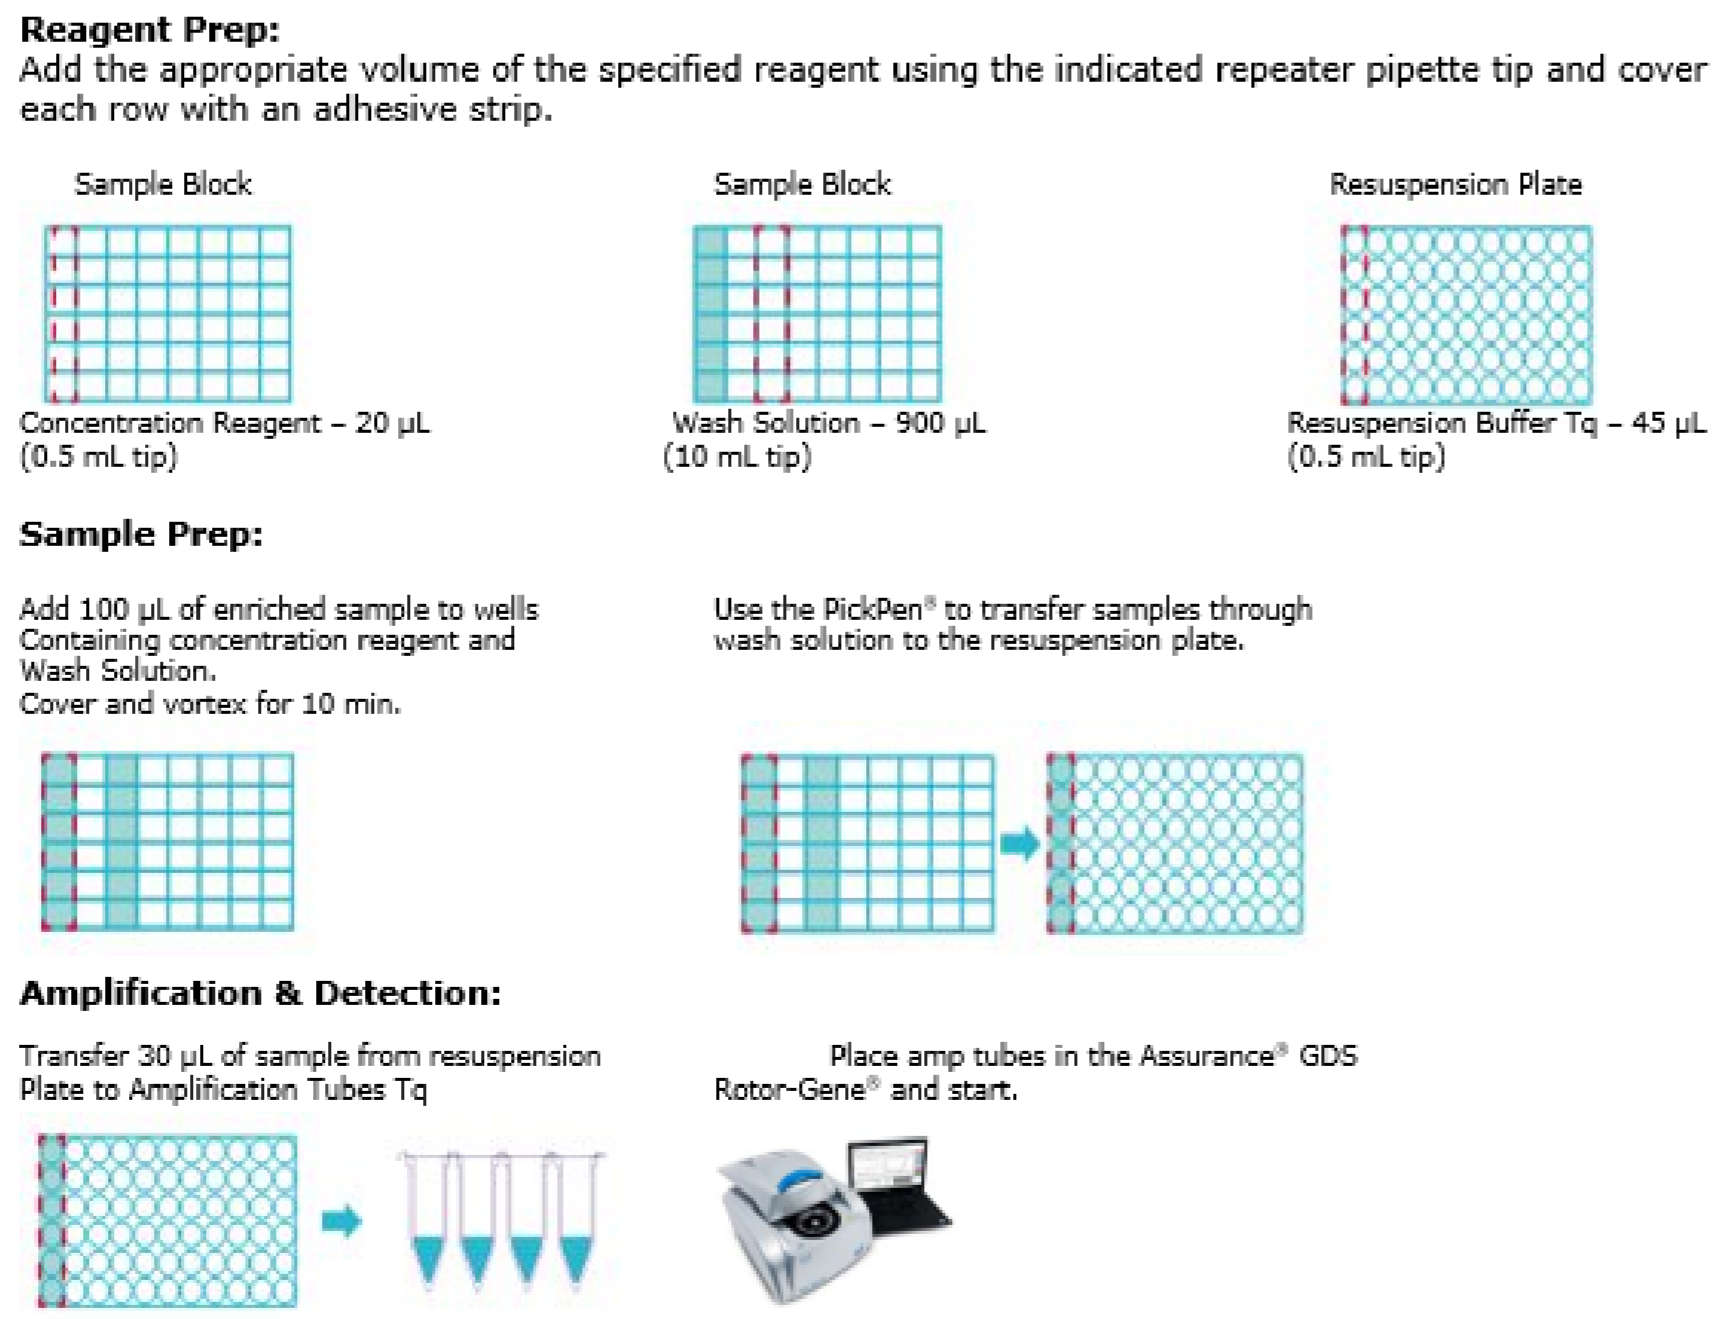 Reagent Prep:
Add the appropriate volume of the specified reagent using the indicated repeater pipette tip and cover
each row with an adhesive strip.
Sample Block
Sample Block
Resuspension Plate
Concentration Reagent – 20 µL
(0.5 mL tip)
Wash Solution – 900 µL
(10 mL tip)
Resuspension Buffer Tq – 45 µL
(0.5 mL tip)
Sample Prep:
Add 100 µL of enriched sample to wells
Containing concentration reagent and
Wash Solution.
Cover and vortex for 10 min.
Use the PickPen® to transfer samples through
wash solution to the resuspension plate.
Amplification & Detection:
Transfer 30 µL of sample from resuspension
Plate to Amplification Tubes Tq
Place amp tubes in the Assurance® GDS
Rotor-Gene® and start.